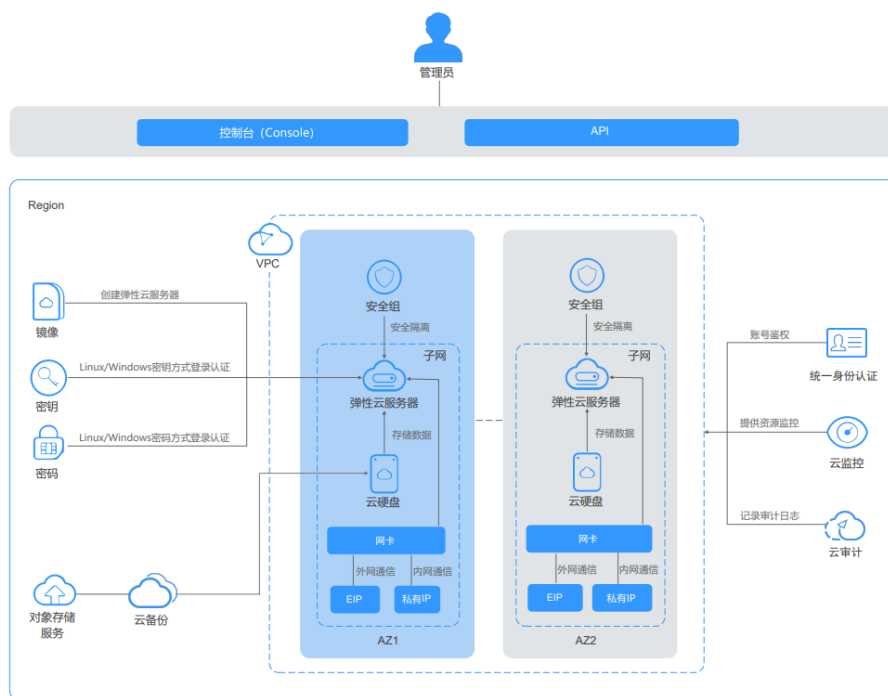 管理员
控制台（Console）
API
Region
VPC
安全组
安全组
创建弹性云服务器
安全隔离
安全隔离
镜像
账号鉴权
子网
子网
统一身份认证
Linux/Windows密钥方式登录认证
密钥
弹性云服务器
弹性云服务器
提供资源监控
Linux/Windows密码方式登录认证
存储数据
存储数据
云监控
密码
云硬盘
云硬盘
记录审计日志
网卡
网卡
云审计
外网通信
内网通信
外网通信
内网通信
EIP
私有IP
EIP
私有IP
对象存储
服务
云备份
AZ1
AZ2